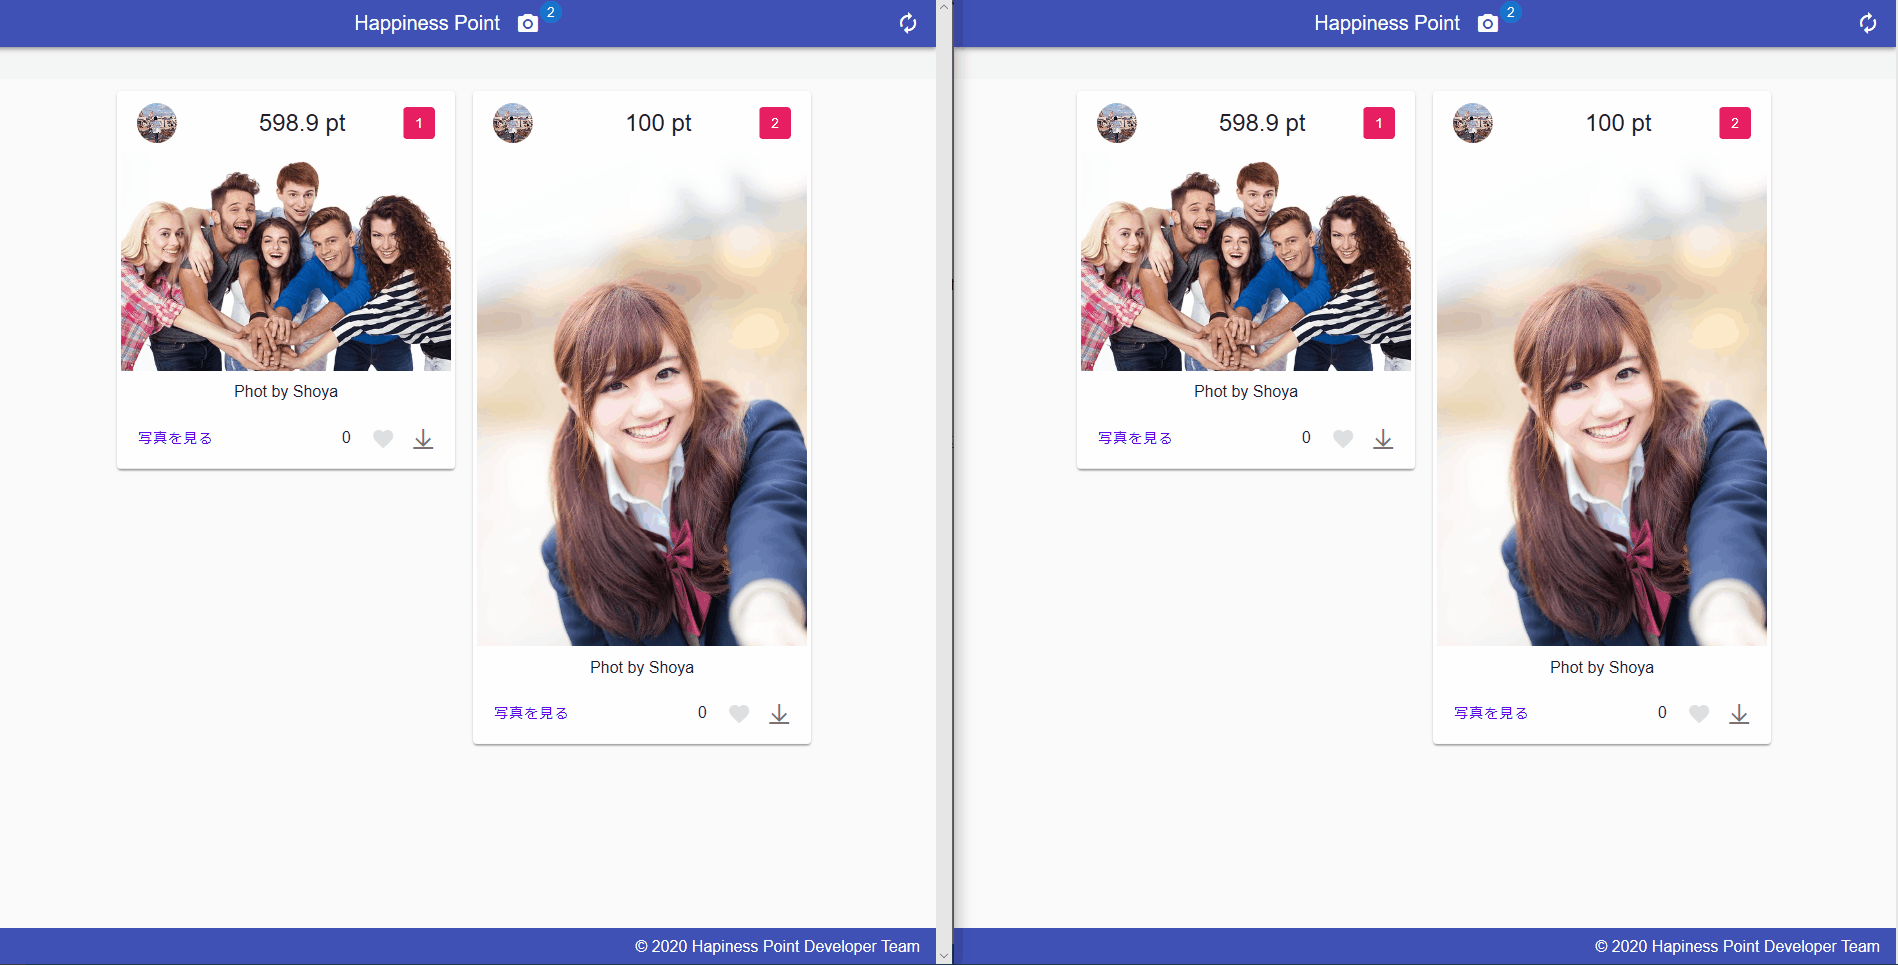 Happiness Point 2
598.9 pt 1
Phot by Shoya
写真を見る 0
100 pt 2
Phot by Shoya
写真を見る 0
© 2020 Hapiness Point Developer Team
Happiness Point 2
598.9 pt 1
Phot by Shoya
写真を見る 0
100 pt 2
Phot by Shoya
写真を見る 0
© 2020 Hapiness Point Developer Team